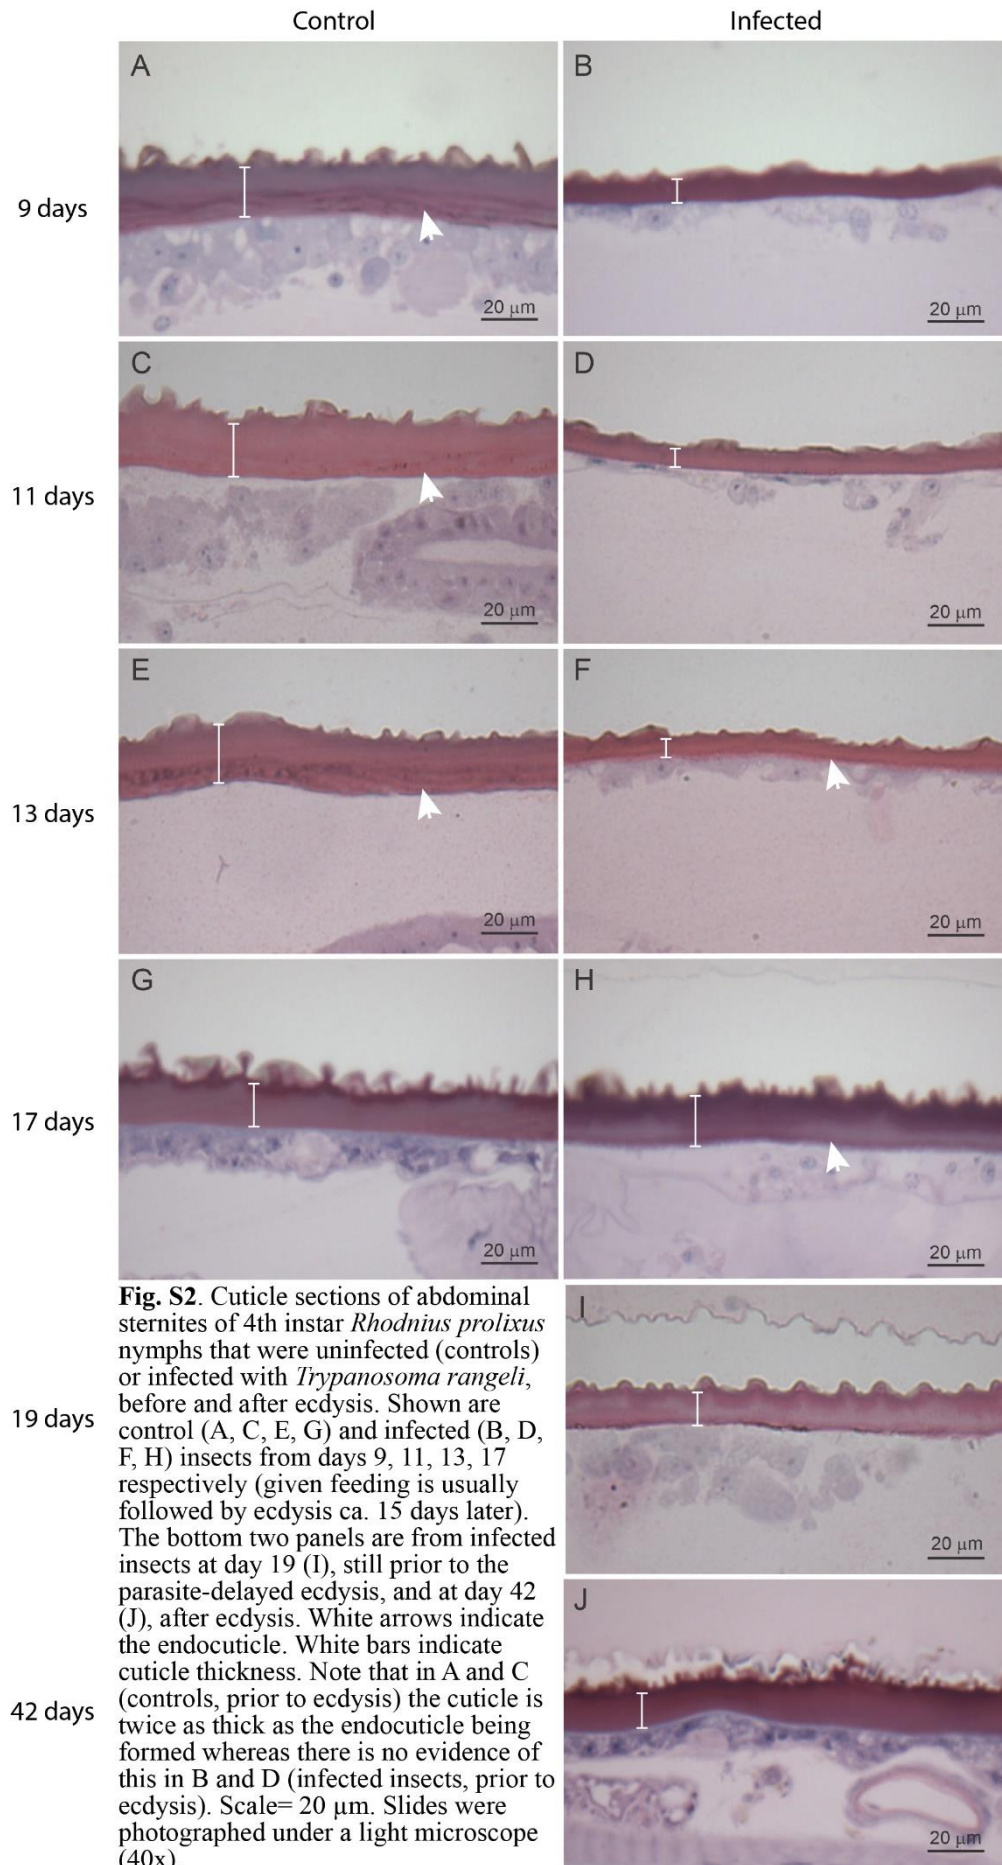 Control Infected
A B
9 days
20 μm 20 μm
C D
11 days
20 μm 20 μm
E F
13 days
20 μm 20 μm
G H
17 days
20 μm 20 μm
Fig. S2. Cuticle sections of abdominal
sternites of 4th instar Rhodnius prolixus
nymphs that were uninfected (controls)
or infected with Trypanosoma rangeli,
before and after ecdysis. Shown are
control (A, C, E, G) and infected (B, D,
F, H) insects from days 9, 11, 13, 17
respectively (given feeding is usually
followed by ecdysis ca. 15 days later).
The bottom two panels are from infected
insects at day 19 (I), still prior to the
parasite-delayed ecdysis, and at day 42
(J), after ecdysis. White arrows indicate
the endocuticle. White bars indicate
cuticle thickness. Note that in A and C
(controls, prior to ecdysis) the cuticle is
twice as thick as the endocuticle being
formed whereas there is no evidence of
this in B and D (infected insects, prior to
ecdysis). Scale= 20 μm. Slides were
photographed under a light microscope
(40x)
I
19 days
20 μm
J
42 days
20 μm